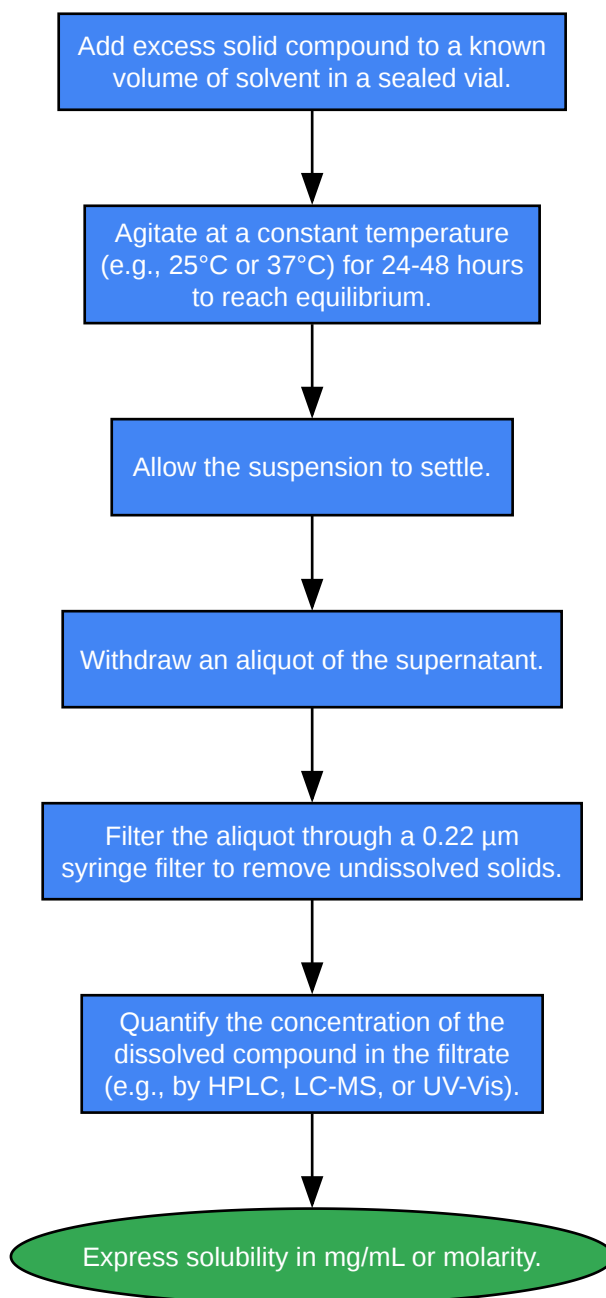 Add excess solid compound to a known
volume of solvent in a sealed vial.
Agitate at a constant temperature
(e.g., 25°C or 37°C) for 24-48 hours
to reach equilibrium.
Allow the suspension to settle.
Withdraw an aliquot of the supernatant.
Filter the aliquot through a 0.22 µm
syringe filter to remove undissolved solids.
Quantify the concentration of the
dissolved compound in the filtrate
(e.g., by HPLC, LC-MS, or UV-Vis).
Express solubility in mg/mL or molarity.